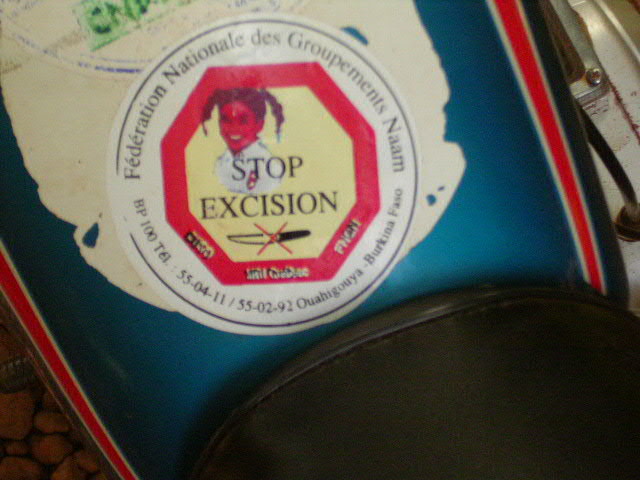 Fédération Nationale des Groupements Naam
STOP
EXCISION
FNGN
BP 100 Tél. : 55-04-11 / 55-02-92 Ouahigouya - Burkina Faso